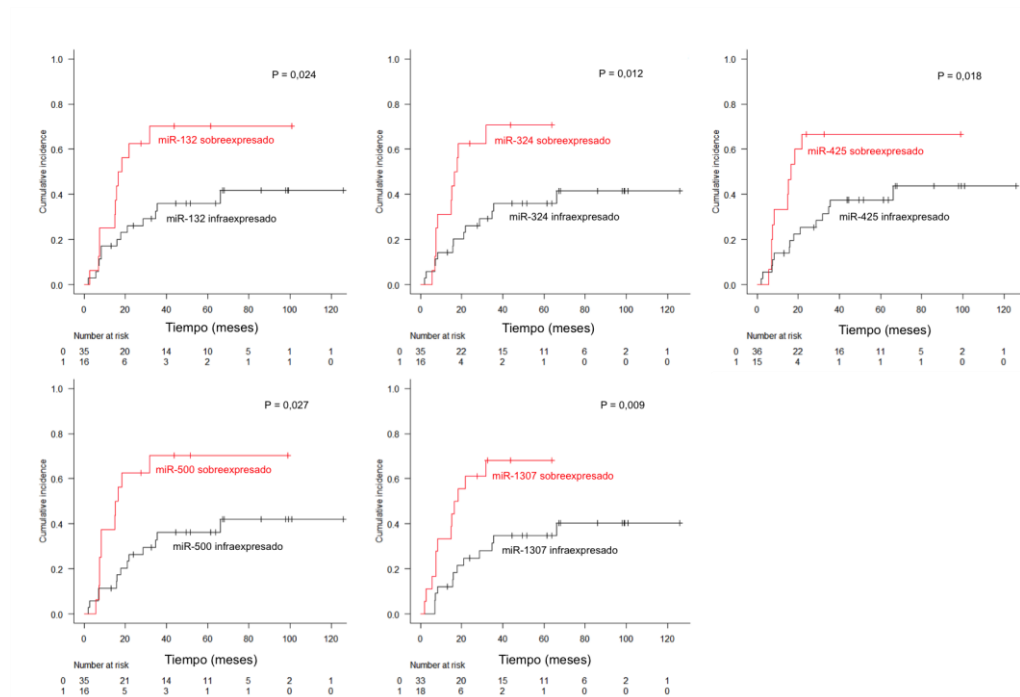 1.0
0.8
0.6
0.4
0.2
0.0
Cumulative incidence
P = 0,024
miR-132 sobreexpresado
miR-132 infraexpresado
0 20 40 60 80 100 120
Tiempo (meses)
Number at risk
0 35 20 14 10 5 1 1
1 16 6 3 2 1 1 0
1.0
0.8
0.6
0.4
0.2
0.0
Cumulative incidence
P = 0,012
miR-324 sobreexpresado
miR-324 infraexpresado
0 20 40 60 80 100 120
Tiempo (meses)
Number at risk
0 35 22 15 11 6 2 1
1 16 4 2 1 0 0 0
1.0
0.8
0.6
0.4
0.2
0.0
Cumulative incidence
P = 0,018
miR-425 sobreexpresado
miR-425 infraexpresado
0 20 40 60 80 100 120
Tiempo (meses)
Number at risk
0 36 22 16 11 5 2 1
1 15 4 1 1 1 0 0
1.0
0.8
0.6
0.4
0.2
0.0
Cumulative incidence
P = 0,027
miR-500 sobreexpresado
miR-500 infraexpresado
0 20 40 60 80 100 120
Tiempo (meses)
Number at risk
0 35 21 14 11 5 2 1
1 16 5 3 1 1 0 0
1.0
0.8
0.6
0.4
0.2
0.0
Cumulative incidence
P = 0,009
miR-1307 sobreexpresado
miR-1307 infraexpresado
0 20 40 60 80 100 120
Tiempo (meses)
Number at risk
0 33 20 15 11 6 2 1
1 18 6 2 1 0 0 0